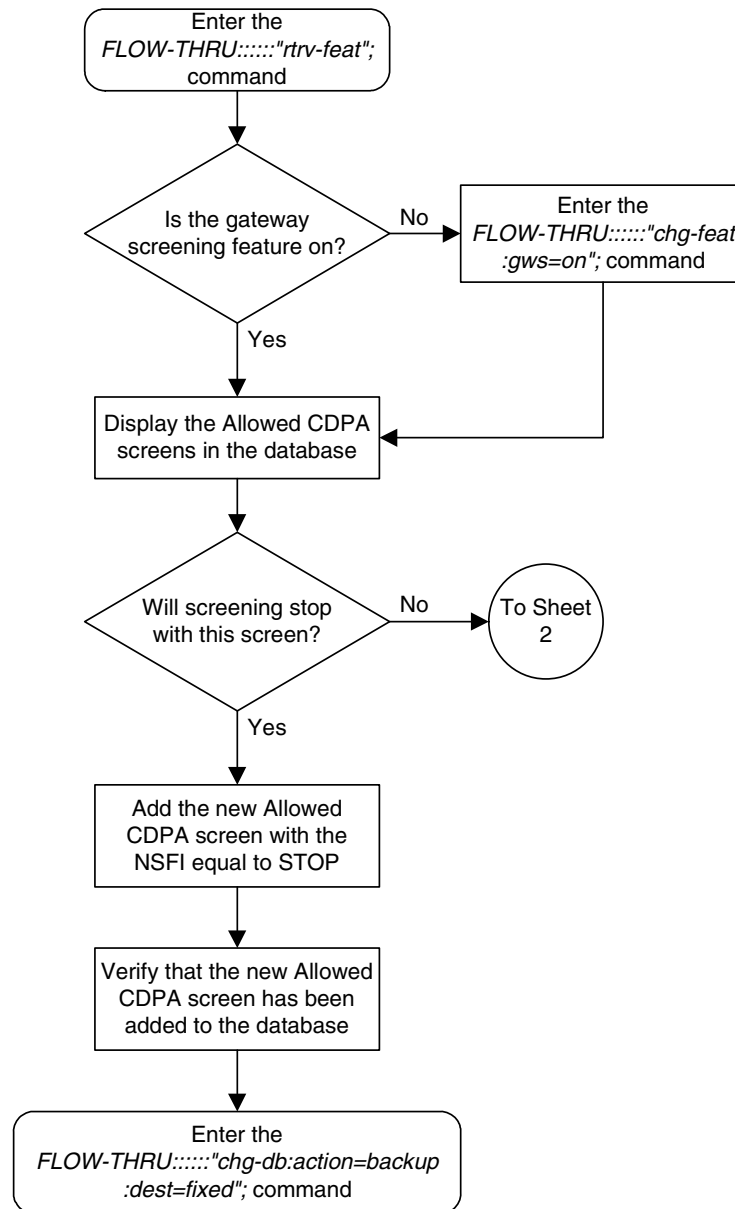 Enter the
FLOW-THRU::::::"rtrv-feat";
command
Is the gateway
screening feature on?
No
Enter the
FLOW-THRU::::::"chg-feat
:gws=on"; command
Yes
Display the Allowed CDPA
screens in the database
Will screening stop
with this screen?
No
To Sheet
2
Yes
Add the new Allowed
CDPA screen with the
NSFI equal to STOP
Verify that the new Allowed
CDPA screen has been
added to the database
Enter the
FLOW-THRU::::::"chg-db:action=backup
:dest=fixed"; command